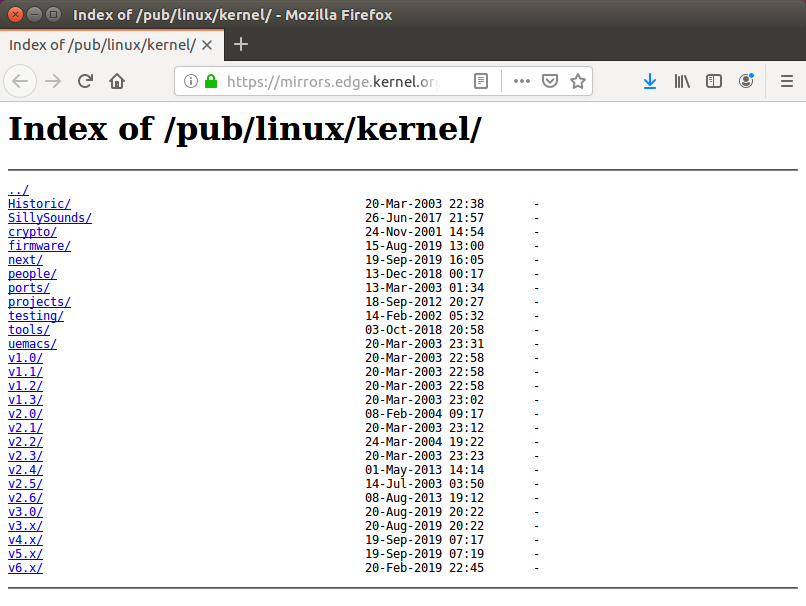 Index of /pub/linux/kernel/ - Mozilla Firefox
Index of /pub/linux/kernel/
https://mirrors.edge.kernel.or
Index of /pub/linux/kernel/
../
Historic/ 20-Mar-2003 22:38 -
SillySounds/ 26-Jun-2017 21:57 -
crypto/ 24-Nov-2001 14:54 -
firmware/ 15-Aug-2019 13:00 -
next/ 19-Sep-2019 16:05 -
people/ 13-Dec-2018 00:17 -
ports/ 13-Mar-2003 01:34 -
projects/ 18-Sep-2012 20:27 -
testing/ 14-Feb-2002 05:32 -
tools/ 03-Oct-2018 20:58 -
uemacs/ 20-Mar-2003 23:31 -
v1.0/ 20-Mar-2003 22:58 -
v1.1/ 20-Mar-2003 22:58 -
v1.2/ 20-Mar-2003 22:58 -
v1.3/ 20-Mar-2003 23:02 -
v2.0/ 08-Feb-2004 09:17 -
v2.1/ 20-Mar-2003 23:12 -
v2.2/ 24-Mar-2004 19:22 -
v2.3/ 20-Mar-2003 23:23 -
v2.4/ 01-May-2013 14:14 -
v2.5/ 14-Jul-2003 03:50 -
v2.6/ 08-Aug-2013 19:12 -
v3.0/ 20-Aug-2019 20:22 -
v3.x/ 20-Aug-2019 20:22 -
v4.x/ 19-Sep-2019 07:17 -
v5.x/ 19-Sep-2019 07:19 -
v6.x/ 20-Feb-2019 22:45 -